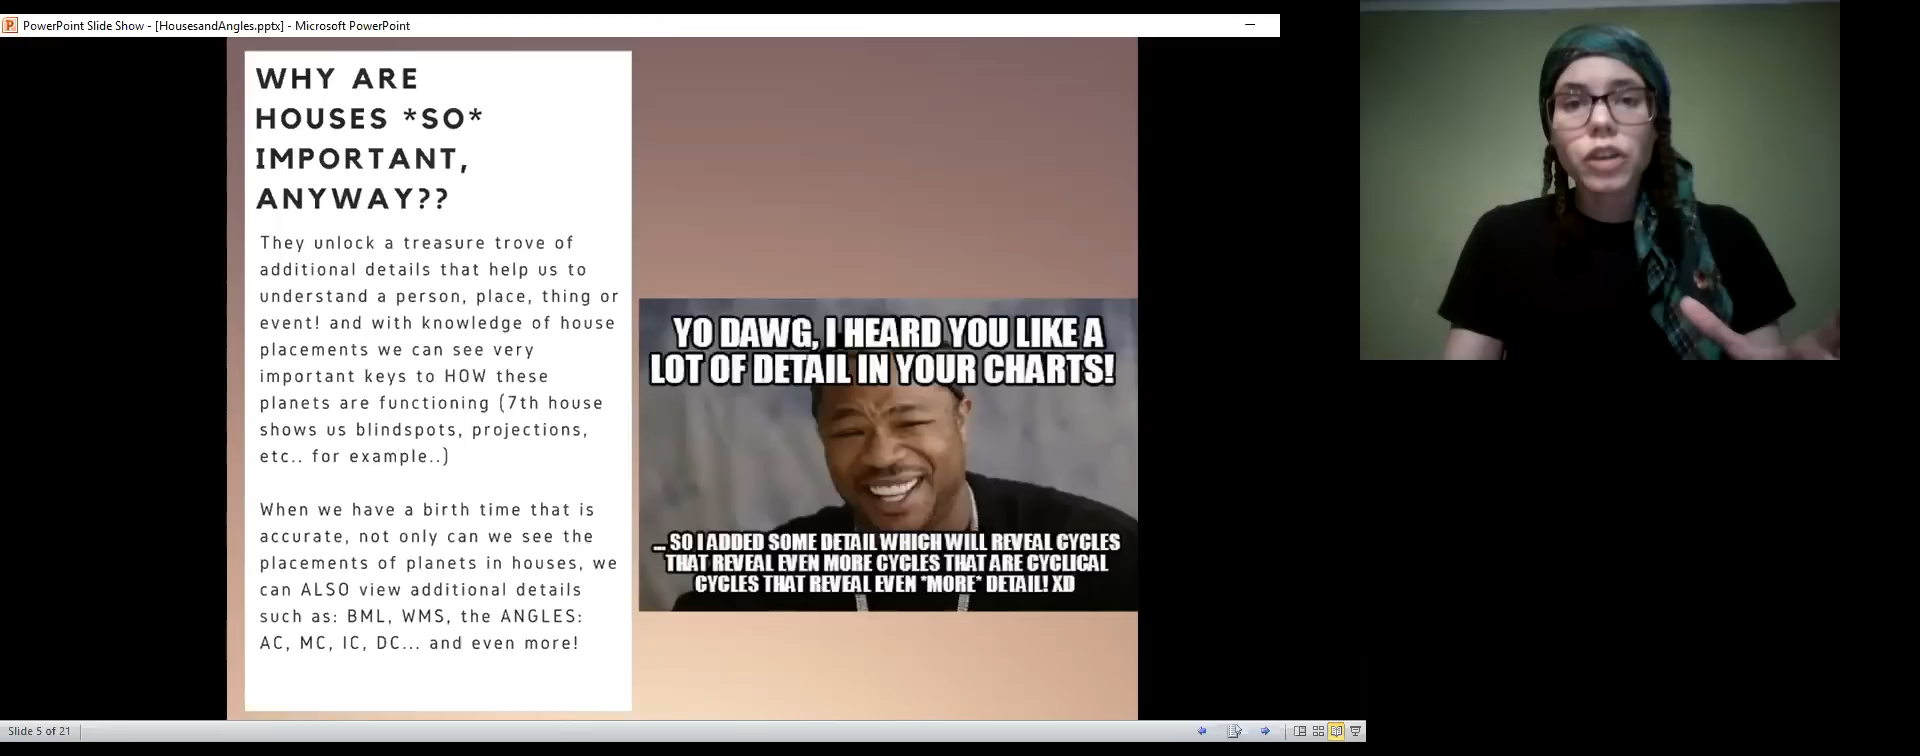 PowerPoint Slide Show - [HousesandAngles.pptx] - Microsoft PowerPoint
WHY ARE
HOUSES *SO*
IMPORTANT,
ANYWAY??
They unlock a treasure trove of
additional details that help us to
understand a person, place, thing or
event! and with knowledge of house
placements we can see very
important keys to HOW these
planets are functioning (7th house
shows us blindspots, projections,
etc.. for example..)
When we have a birth time that is
accurate, not only can we see the
placements of planets in houses, we
can ALSO view additional details
such as: BML, WMS, the ANGLES:
AC, MC, IC, DC... and even more!
YO DAWG, I HEARD YOU LIKE A
LOT OF DETAIL IN YOUR CHARTS!
... SO I ADDED SOME DETAIL WHICH WILL REVEAL CYCLES
THAT REVEAL EVEN MORE CYCLES THAT ARE CYCLICAL
CYCLES THAT REVEAL EVEN *MORE* DETAIL! XD
Slide 5 of 21